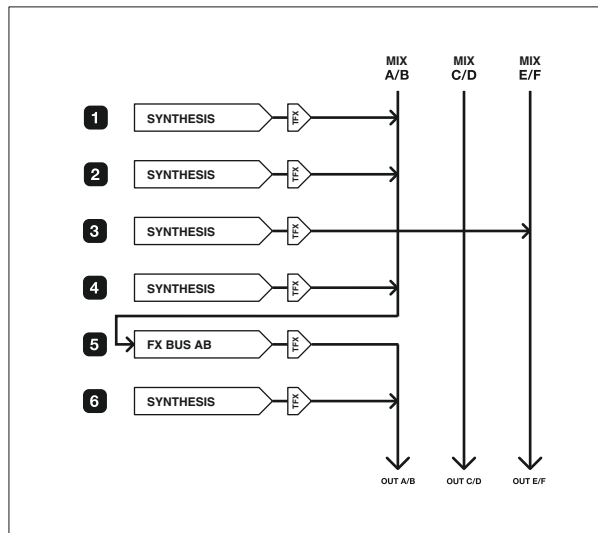 MIX MIX MIX
A/B C/D E/F
1 SYNTHESIS TFX
2 SYNTHESIS TFX
3 SYNTHESIS TFX
4 SYNTHESIS TFX
5 FX BUS AB TFX
6 SYNTHESIS TFX
OUT A/B OUT C/D OUT E/F